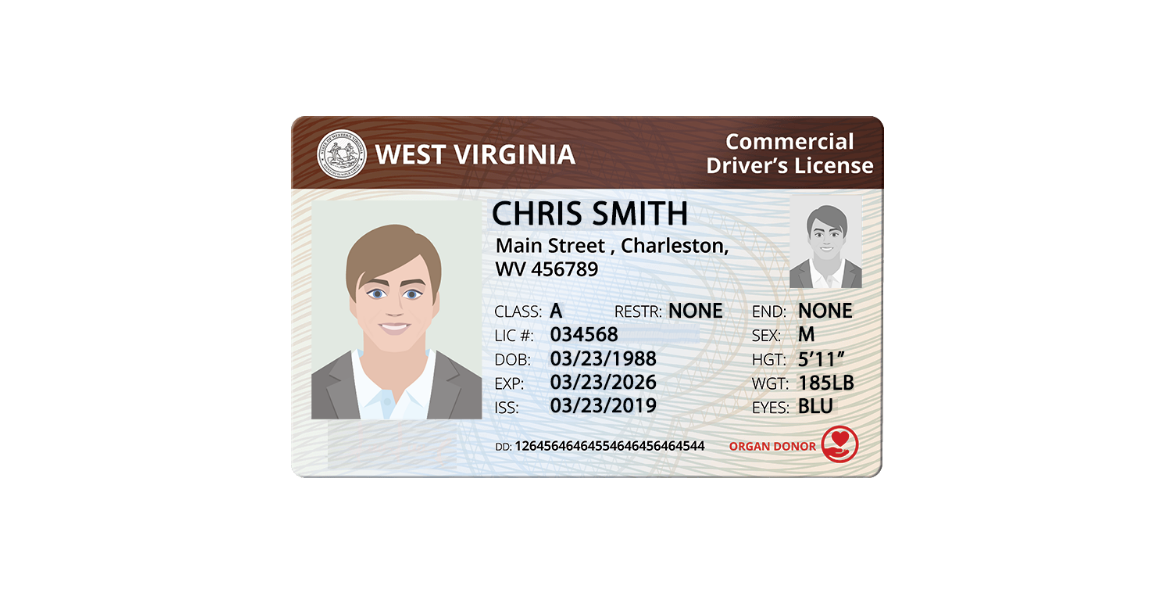 WEST VIRGINIA
Commercial
Driver's License
CHRIS SMITH
Main Street , Charleston,
WV 456789
CLASS: A RESTR: NONE END: NONE
LIC #: 034568 SEX: M
DOB: 03/23/1988 HGT: 5'11"
EXP: 03/23/2026 WGT: 185LB
ISS: 03/23/2019 EYES: BLU
DD: 12645646464554646456464544 ORGAN DONOR